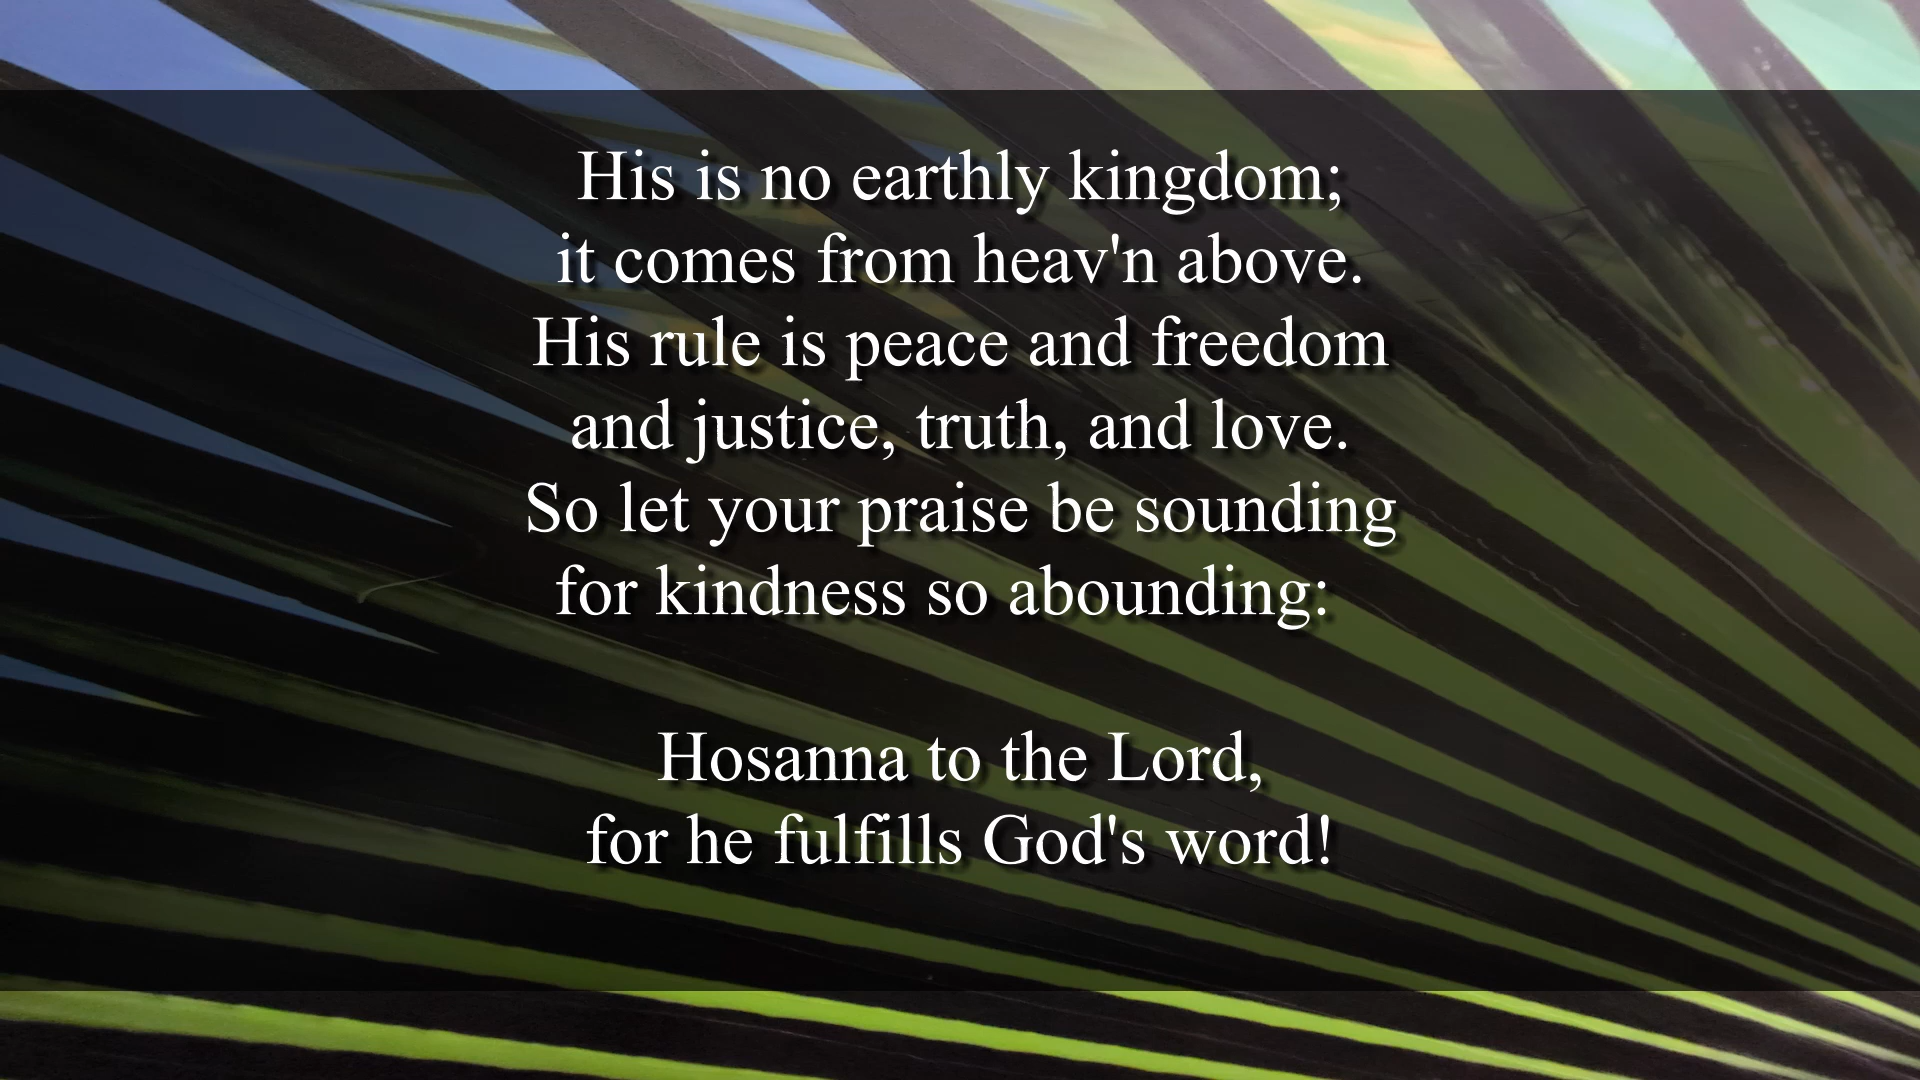 His is no earthly kingdom;
it comes from heav'n above.
His rule is peace and freedom
and justice, truth, and love.
So let your praise be sounding
for kindness so abounding:
Hosanna to the Lord,
for he fulfills God's word!